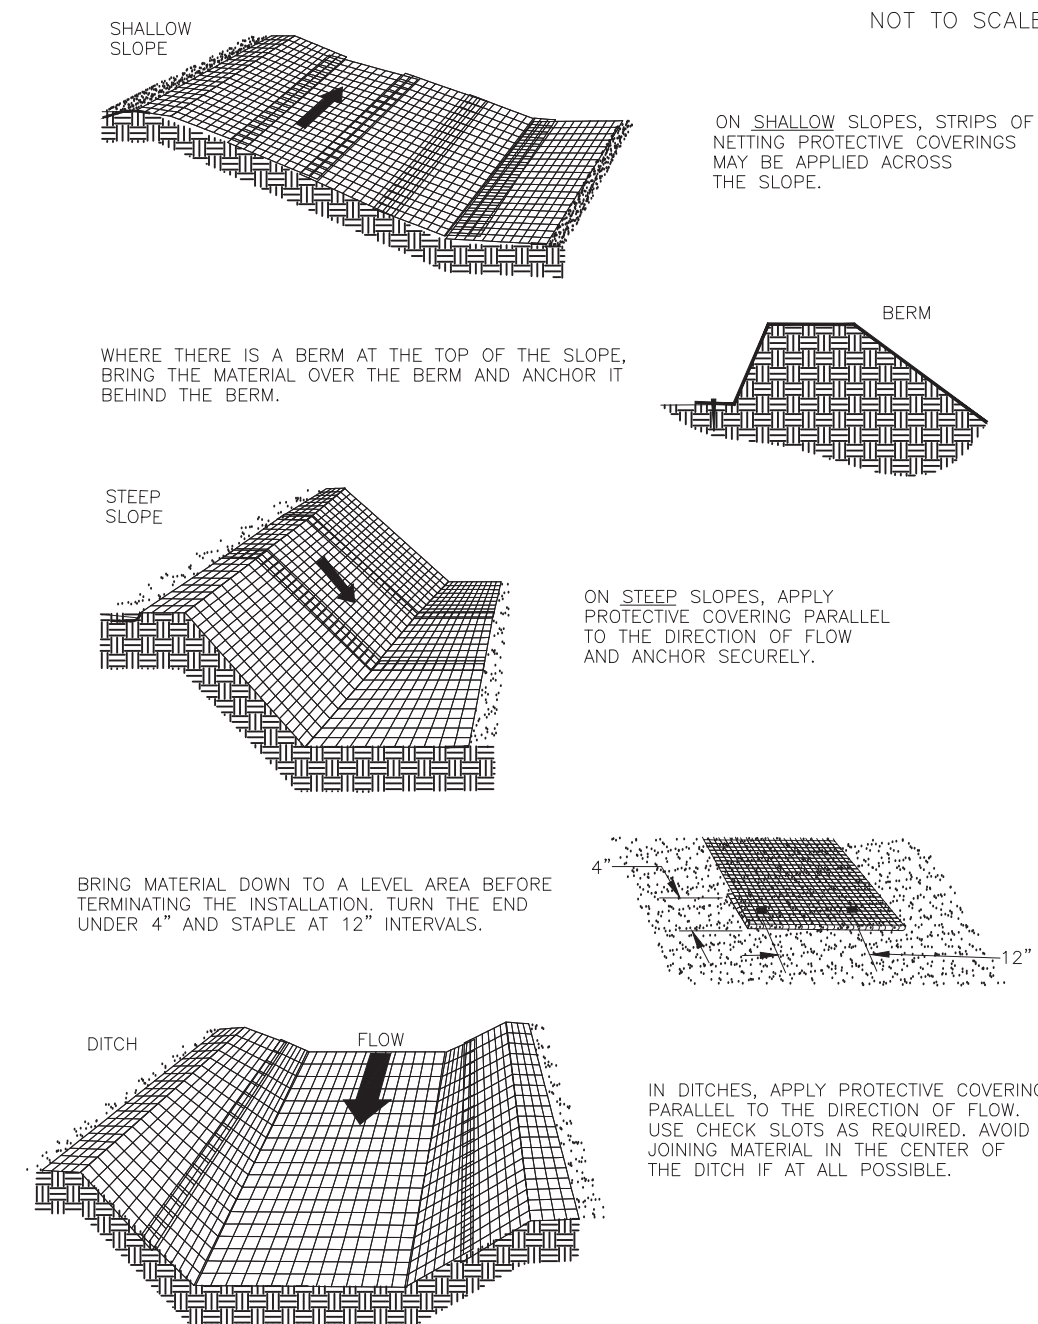 NOT TO SCALE
SHALLOW
SLOPE
ON SHALLOW SLOPES, STRIPS OF
NETTING PROTECTIVE COVERINGS
MAY BE APPLIED ACROSS
THE SLOPE.
BERM
WHERE THERE IS A BERM AT THE TOP OF THE SLOPE,
BRING THE MATERIAL OVER THE BERM AND ANCHOR IT
BEHIND THE BERM.
STEEP
SLOPE
ON STEEP SLOPES, APPLY
PROTECTIVE COVERING PARALLEL
TO THE DIRECTION OF FLOW
AND ANCHOR SECURELY.
4”
BRING MATERIAL DOWN TO A LEVEL AREA BEFORE
TERMINATING THE INSTALLATION. TURN THE END
UNDER 4” AND STAPLE AT 12” INTERVALS.
12”
DITCH
FLOW
IN DITCHES, APPLY PROTECTIVE COVERING
PARALLEL TO THE DIRECTION OF FLOW.
USE CHECK SLOTS AS REQUIRED. AVOID
JOINING MATERIAL IN THE CENTER OF
THE DITCH IF AT ALL POSSIBLE.